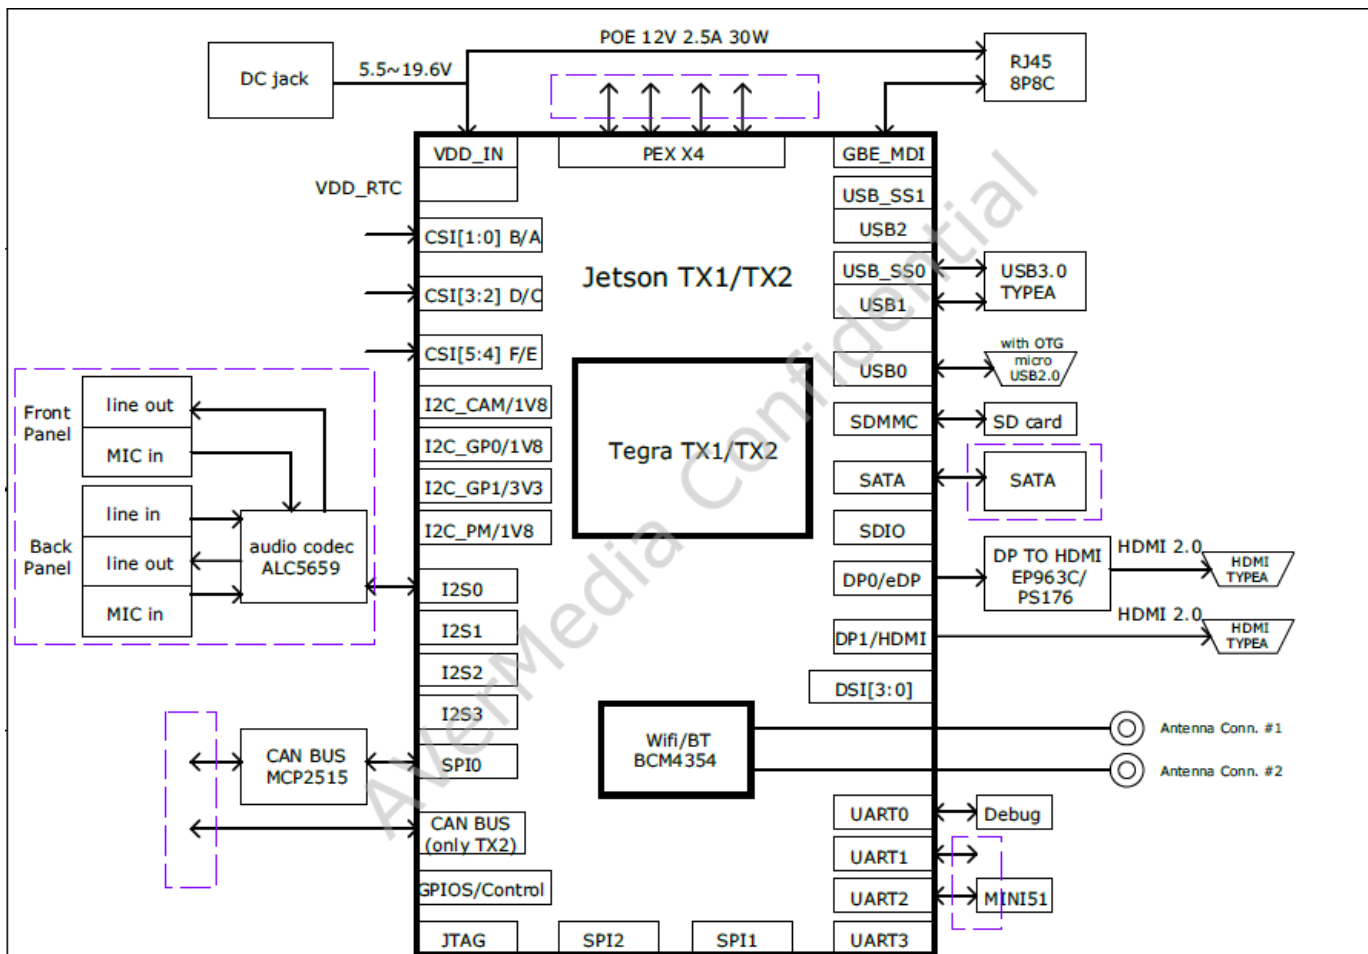 POE 12V 2.5A 30W
DC jack
5.5~19.6V
RJ45
8P8C
VDD_IN
PEX X4
GBE_MDI
VDD_RTC
USB_SS1
USB2
CSI[1:0] B/A
Jetson TX1/TX2
USB_SS0
USB1
USB3.0
TYPEA
CSI[3:2] D/C
CSI[5:4] F/E
USB0
with OTG
micro
USB2.0
Front
Panel
line out
MIC in
I2C_CAM/1V8
I2C_GP0/1V8
I2C_GP1/3V3
I2C_PM/1V8
Tegra TX1/TX2
SDMMC
SD card
SATA
SATA
SDIO
Back
Panel
line in
line out
MIC in
audio codec
ALC5659
I2S0
I2S1
I2S2
I2S3
DP0/eDP
DP TO HDMI
EP963C/
PS176
HDMI 2.0
HDMI
TYPEA
DP1/HDMI
HDMI 2.0
HDMI
TYPEA
DSI[3:0]
Wifi/BT
BCM4354
Antenna Conn. #1
Antenna Conn. #2
CAN BUS
MCP2515
SPI0
CAN BUS
(only TX2)
UART0
Debug
UART1
UART2
MINI51
GPIOS/Control
JTAG
SPI2
SPI1
UART3
AVerMedia Confidential